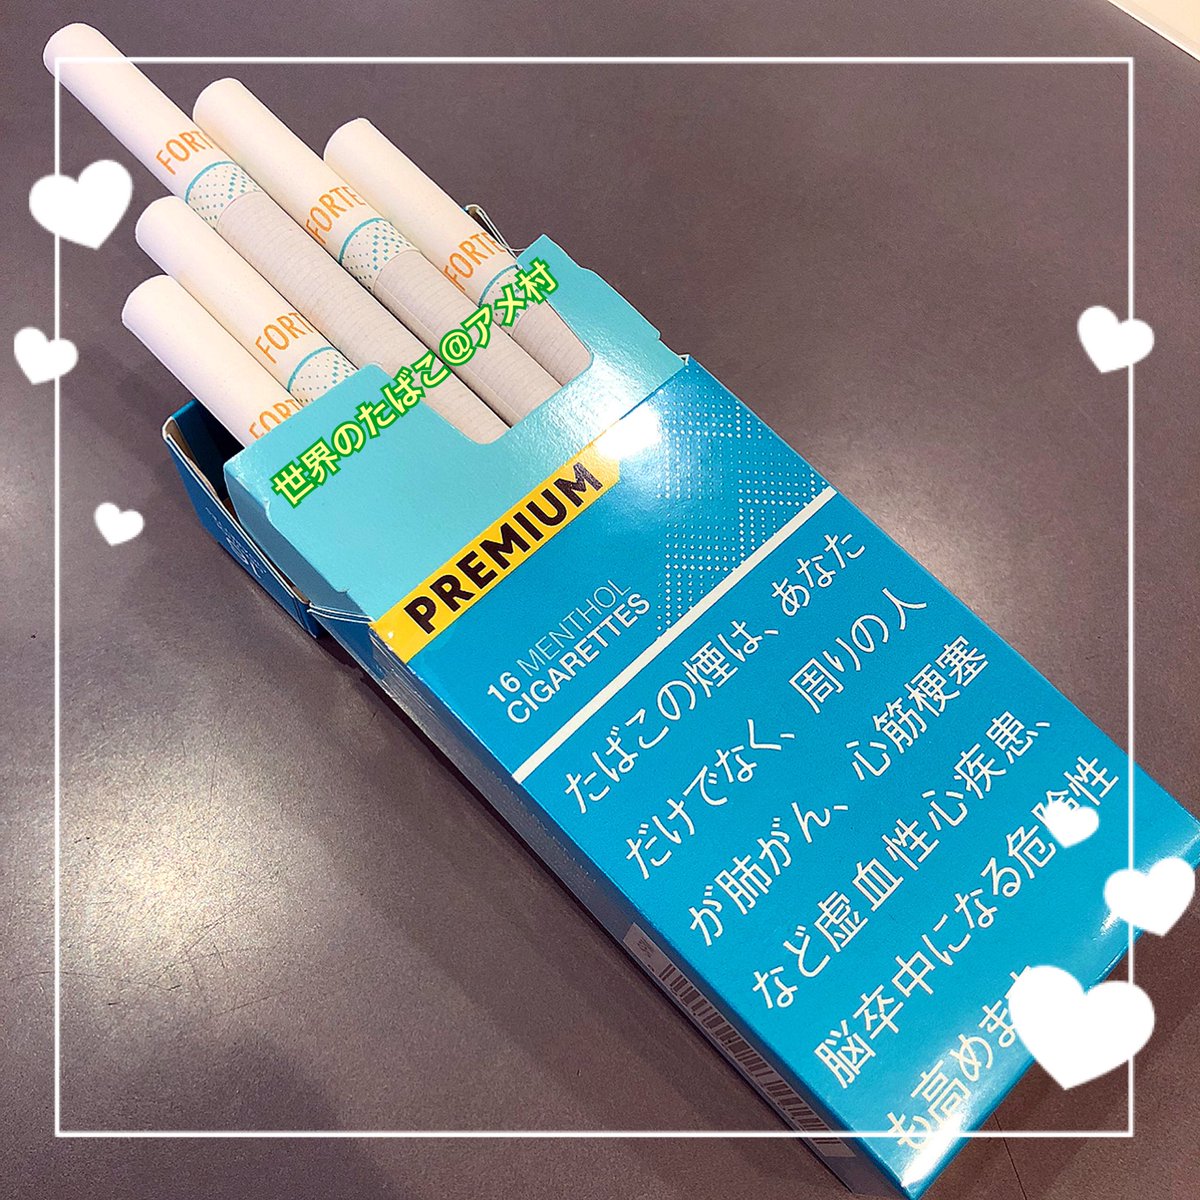 FORTE
FORTE
FORTE
FORTE
FORTE
世界のたばこ@アメ村
PREMIUM
16 MENTHOL
CIGARETTES
たばこの煙は、あなた
だけでなく、周りの人
が肺がん、心筋梗塞
など虚血性心疾患、
脳卒中になる危険性
も高めます